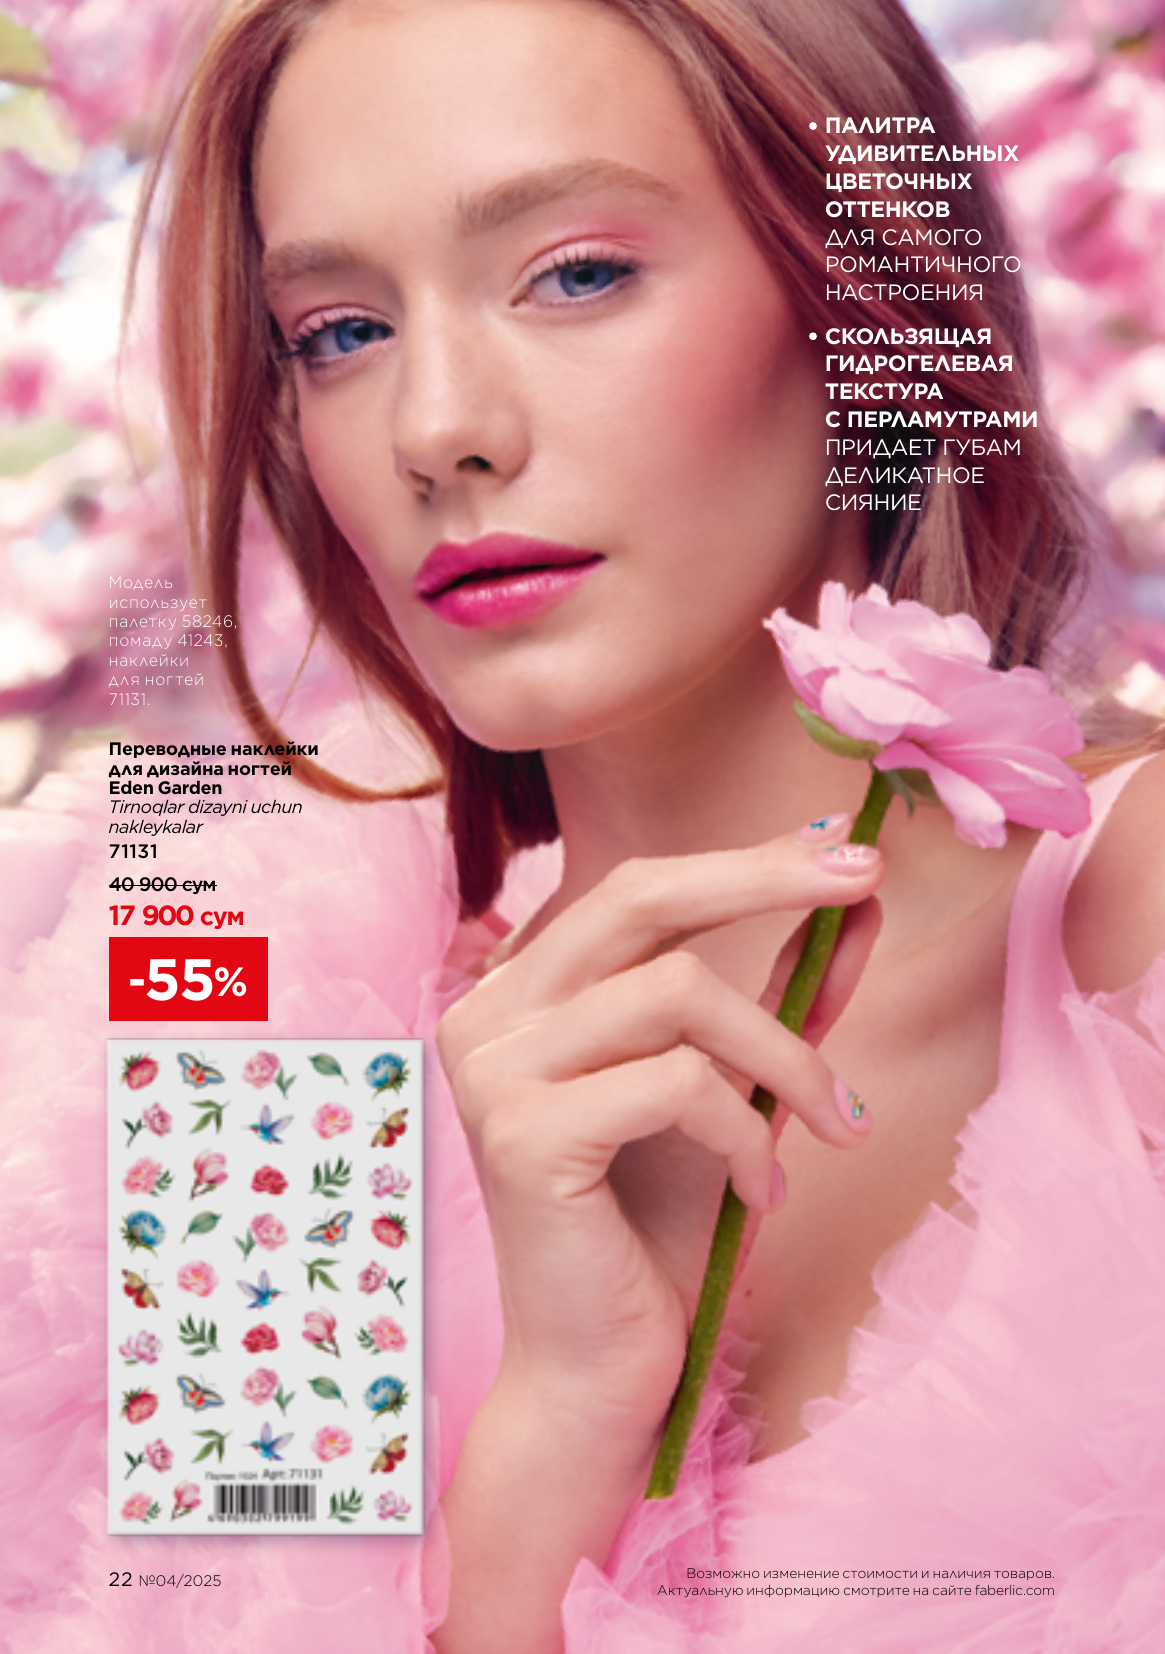 • ПАЛИТРА
УДИВИТЕЛЬНЫХ
ЦВЕТОЧНЫХ
ОТТЕНКОВ
ДЛЯ САМОГО
РОМАНТИЧНОГО
НАСТРОЕНИЯ
• СКОЛЬЗЯЩАЯ
ГИДРОГЕЛЕВАЯ
ТЕКСТУРА
С ПЕРЛАМУТРАМИ
ПРИДАЕТ ГУБАМ
ДЕЛИКАТНОЕ
СИЯНИЕ
Модель
использует
палетку 58246,
помаду 41243,
наклейки
для ногтей
71131.
Переводные наклейки
для дизайна ногтей
Eden Garden
Tirnoqlar dizayni uchun
nakleykalar
71131
40 900 сум
17 900 сум
-55%
Арт: 71131
22 №04/2025
Возможно изменение стоимости и наличия товаров.
Актуальную информацию смотрите на сайте faberlic.com